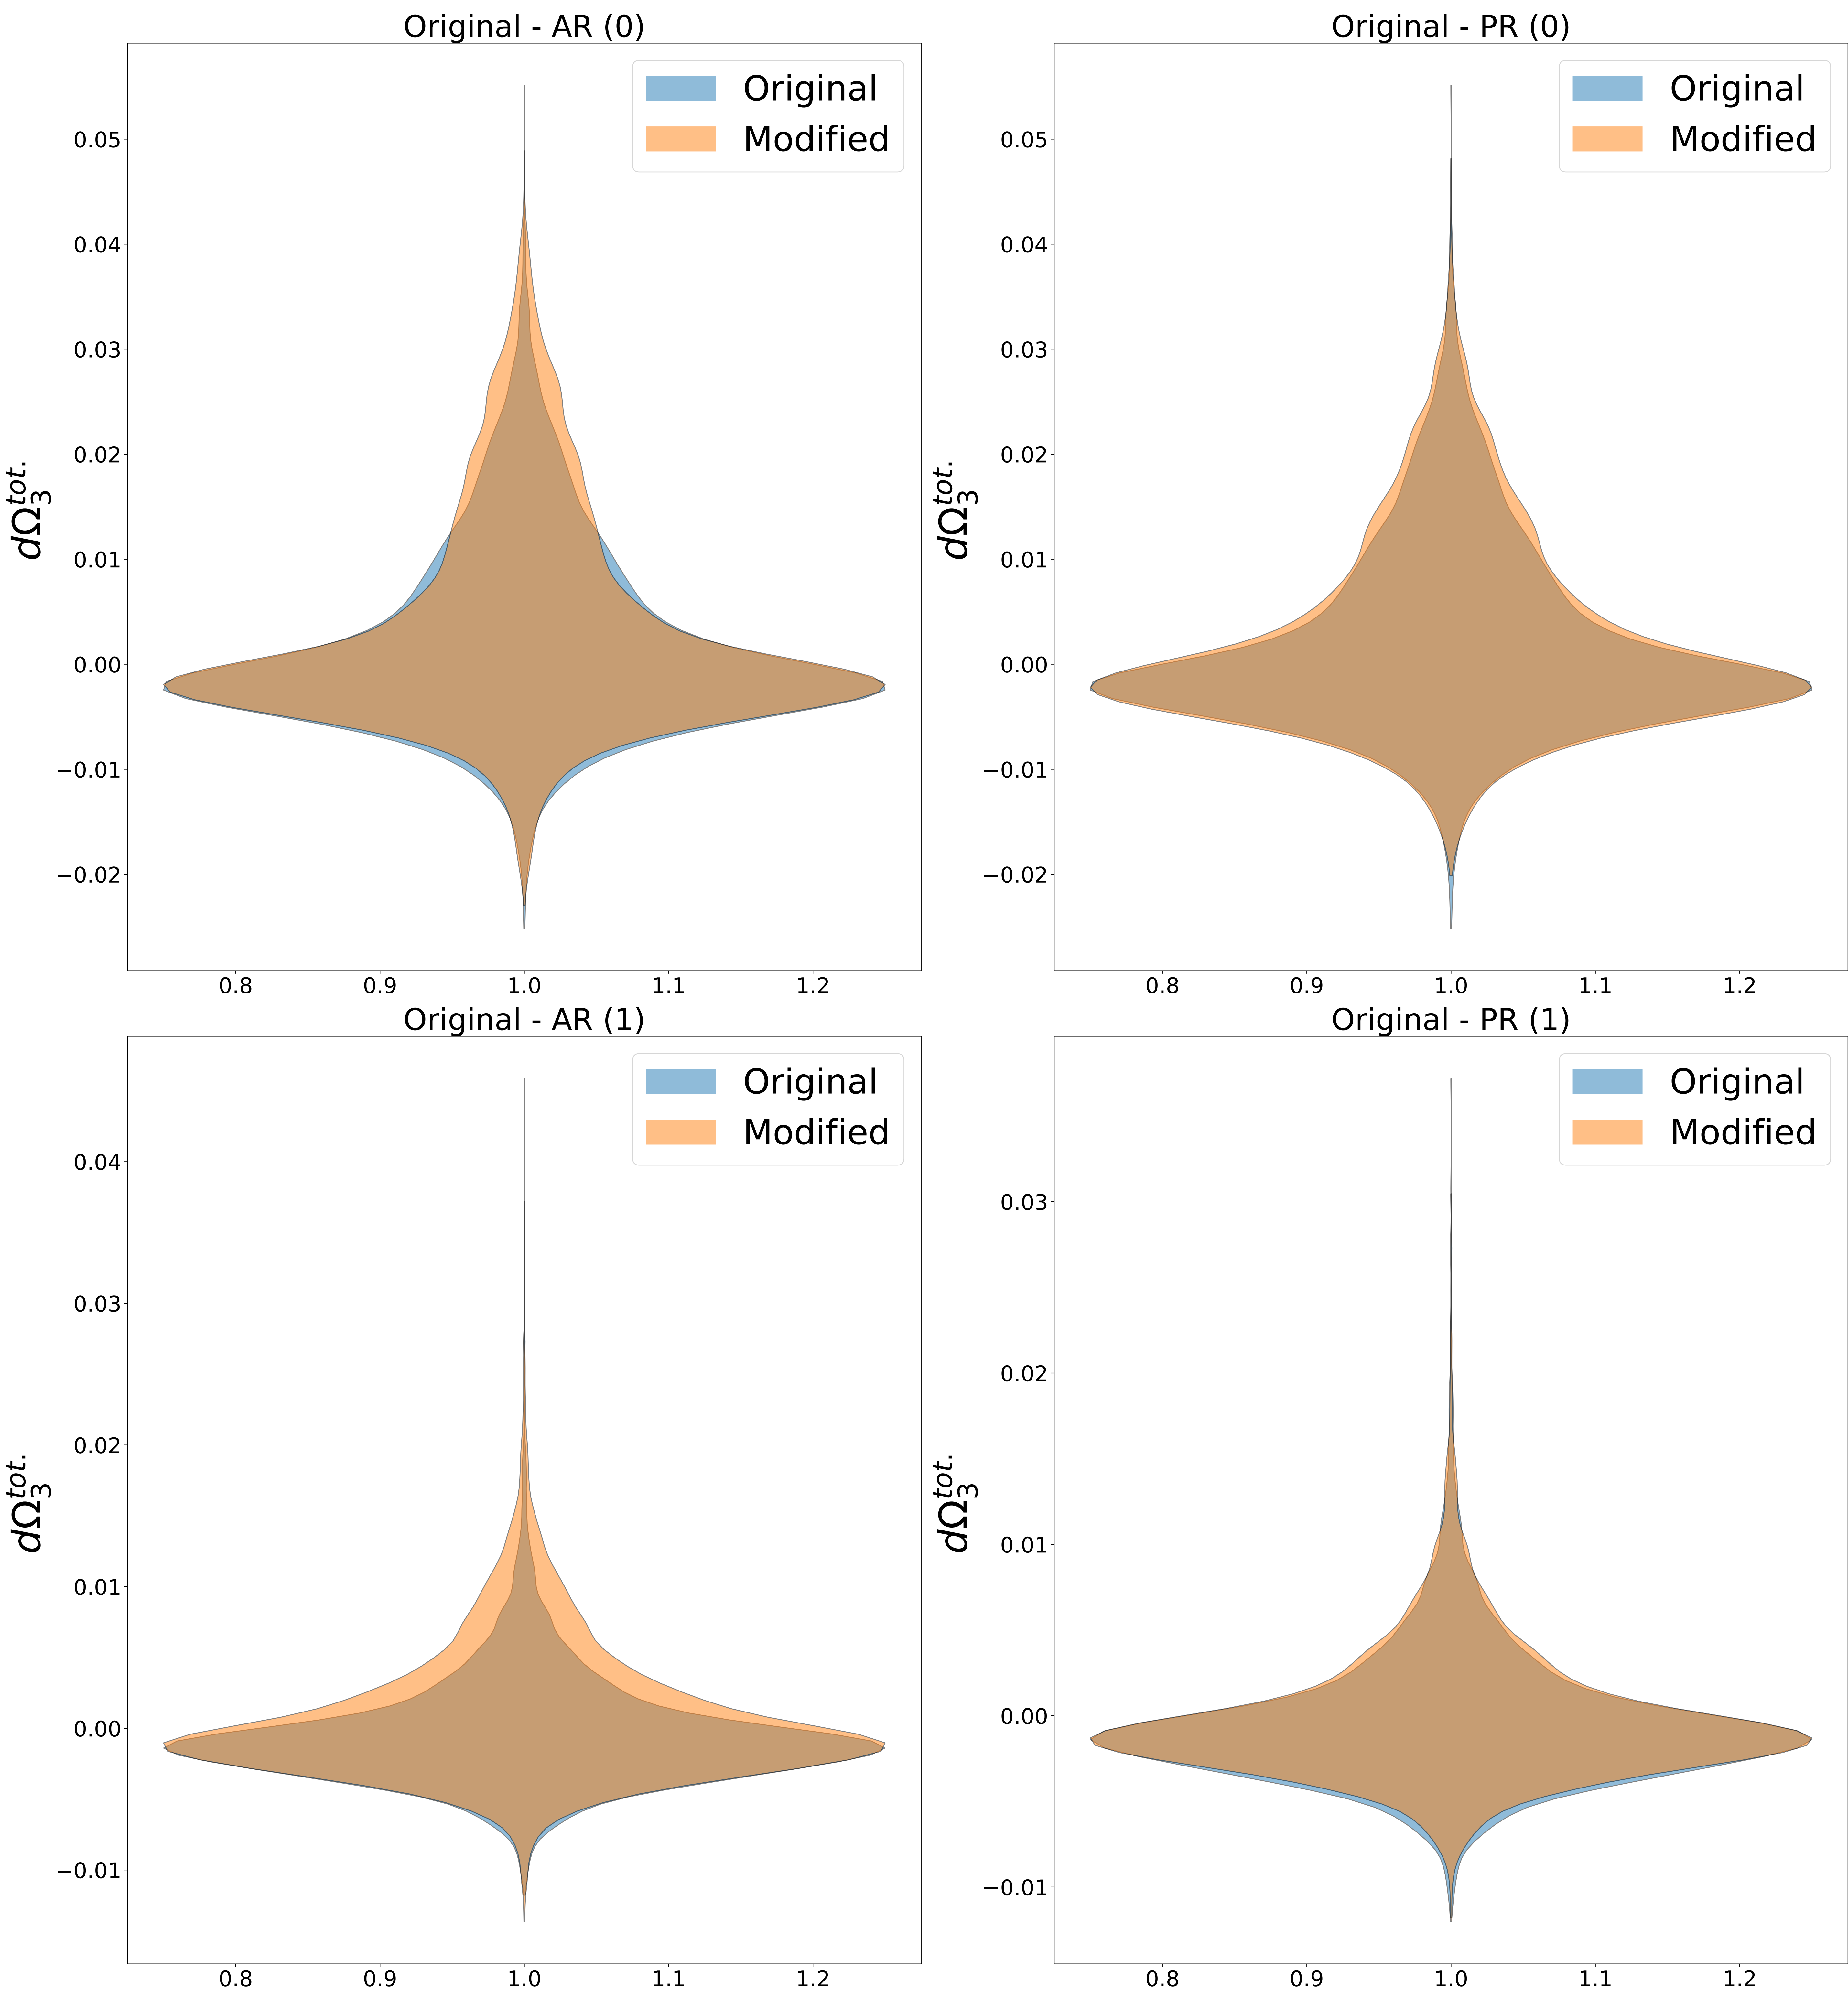 Original - AR (0)
Original
Modified
0.05
0.04
0.03
0.02
0.01
0.00
−0.01
−0.02
dΩ₃ᵗᵒᵗ·
0.8 0.9 1.0 1.1 1.2
Original - PR (0)
Original
Modified
0.05
0.04
0.03
0.02
0.01
0.00
−0.01
−0.02
dΩ₃ᵗᵒᵗ·
0.8 0.9 1.0 1.1 1.2
Original - AR (1)
Original
Modified
0.04
0.03
0.02
0.01
0.00
−0.01
dΩ₃ᵗᵒᵗ·
0.8 0.9 1.0 1.1 1.2
Original - PR (1)
Original
Modified
0.03
0.02
0.01
0.00
−0.01
dΩ₃ᵗᵒᵗ·
0.8 0.9 1.0 1.1 1.2